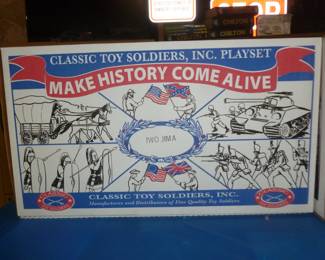 CHILTON
CLASSIC TOY SOLDIERS, INC. PLAYSET
MAKE HISTORY COME ALIVE
IWO JIMA
CLASSIC TOY SOLDIERS, INC.
Manufacturers and Distributors of Fine Quality Toy Soldiers